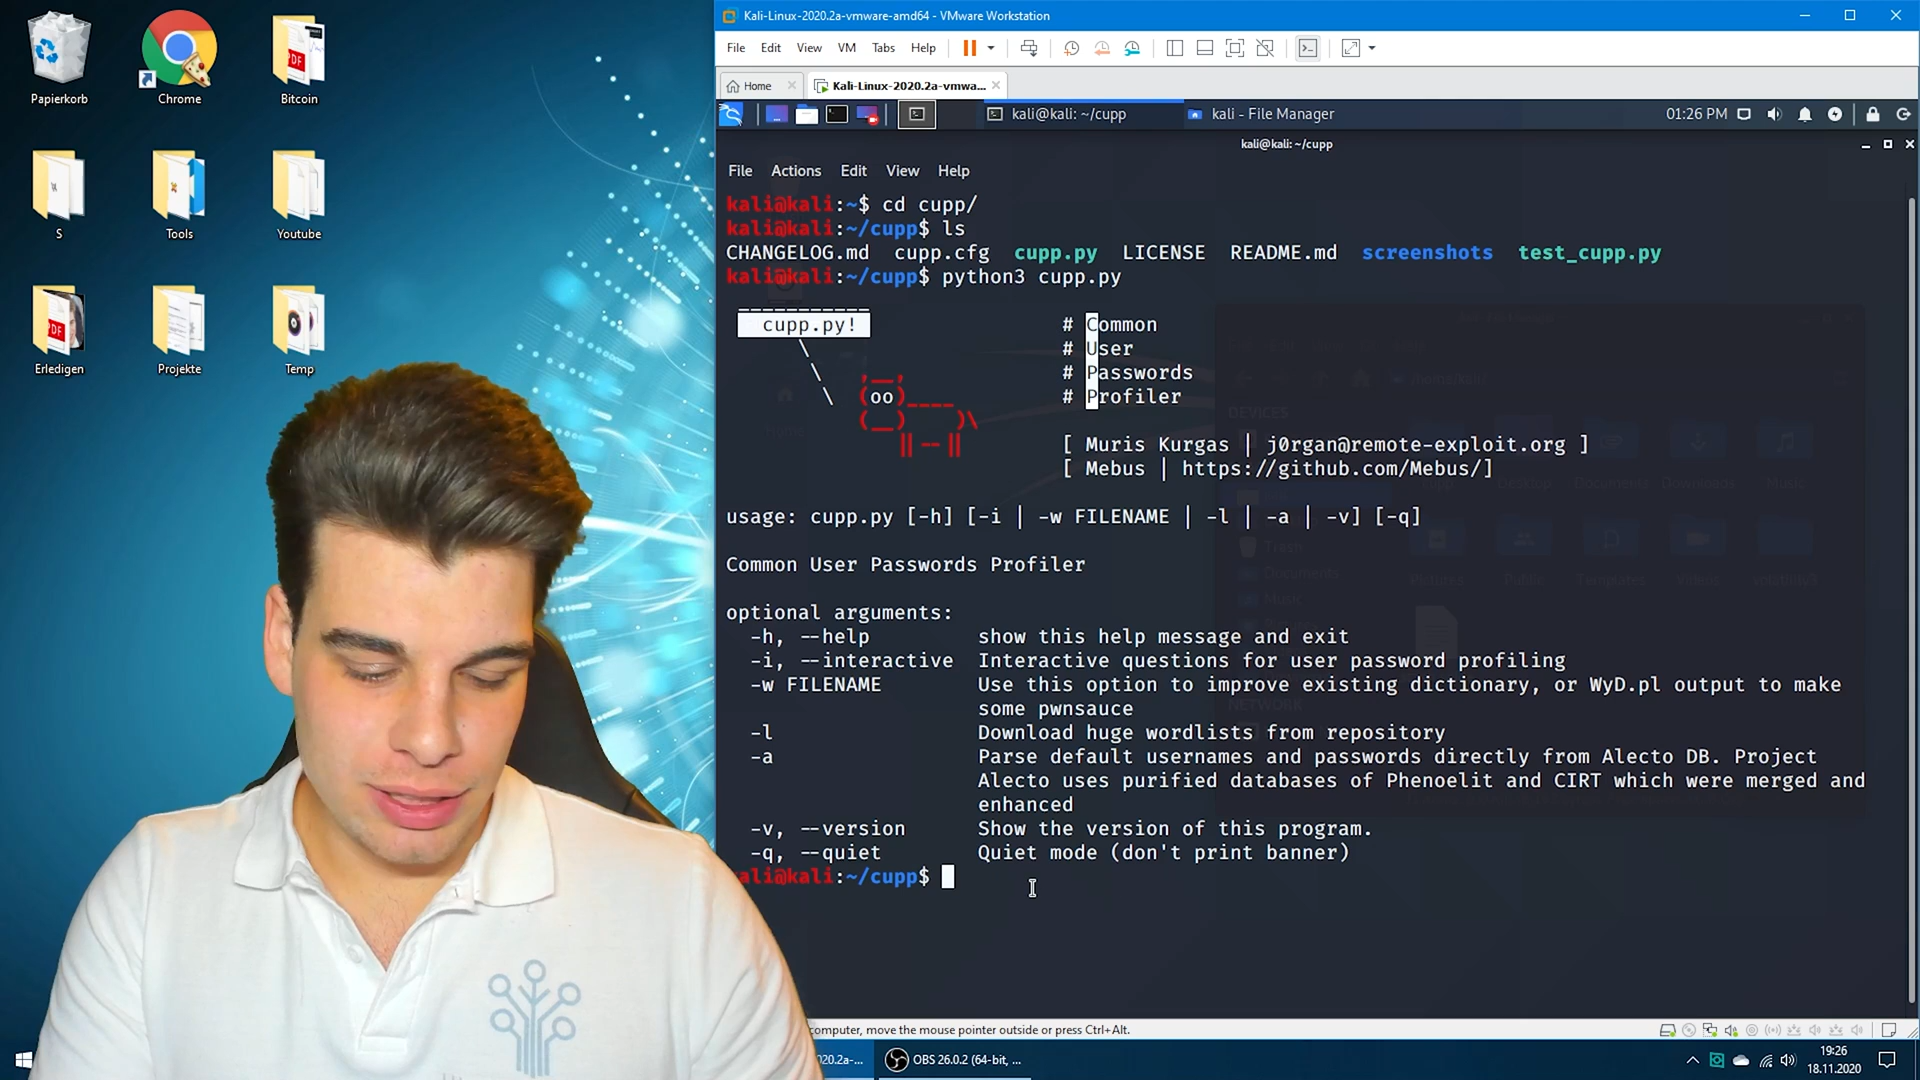 Kali-Linux-2020.2a-vmware-amd64 - VMware Workstation
File Edit View VM Tabs Help
Home
Kali-Linux-2020.2a-vmwa...
kali@kali: ~/cupp
kali - File Manager
01:26 PM
kali@kali: ~/cupp
File Actions Edit View Help
kali@kali:~$ cd cupp/
kali@kali:~/cupp$ ls
CHANGELOG.md cupp.cfg cupp.py LICENSE README.md screenshots test_cupp.py
kali@kali:~/cupp$ python3 cupp.py
cupp.py! # Common
# User
# Passwords
(oo)____ # Profiler
(__) )\
||--||
[ Muris Kurgas | j0rgan@remote-exploit.org ]
[ Mebus | https://github.com/Mebus/]
usage: cupp.py [-h] [-i | -w FILENAME | -l | -a | -v] [-q]
Common User Passwords Profiler
optional arguments:
-h, --help show this help message and exit
-i, --interactive Interactive questions for user password profiling
-w FILENAME Use this option to improve existing dictionary, or WyD.pl output to make
some pwnsauce
-l Download huge wordlists from repository
-a Parse default usernames and passwords directly from Alecto DB. Project
Alecto uses purified databases of Phenoelit and CIRT which were merged and
enhanced
-v, --version Show the version of this program.
-q, --quiet Quiet mode (don't print banner)
kali@kali:~/cupp$
computer, move the mouse pointer outside or press Ctrl+Alt.
Papierkorb
Chrome
Bitcoin
S
Tools
Youtube
Erledigen
Projekte
Temp
PDF
PDF
020.2a-...
OBS 26.0.2 (64-bit, ...
19:26
18.11.2020